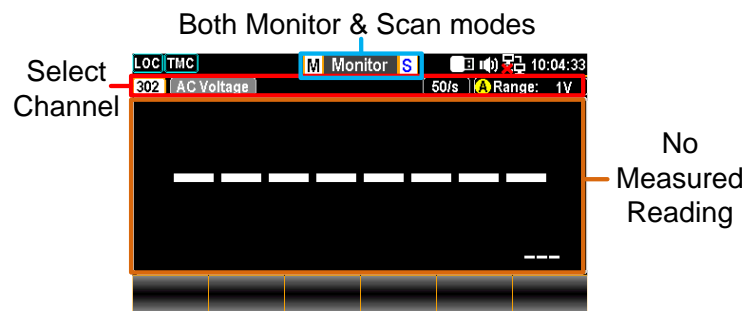 Both Monitor & Scan modes
LOC TMC M Monitor S 10:04:33
Select
Channel
302 AC Voltage 50/s A Range: 1V
No
Measured
Reading
--------
---